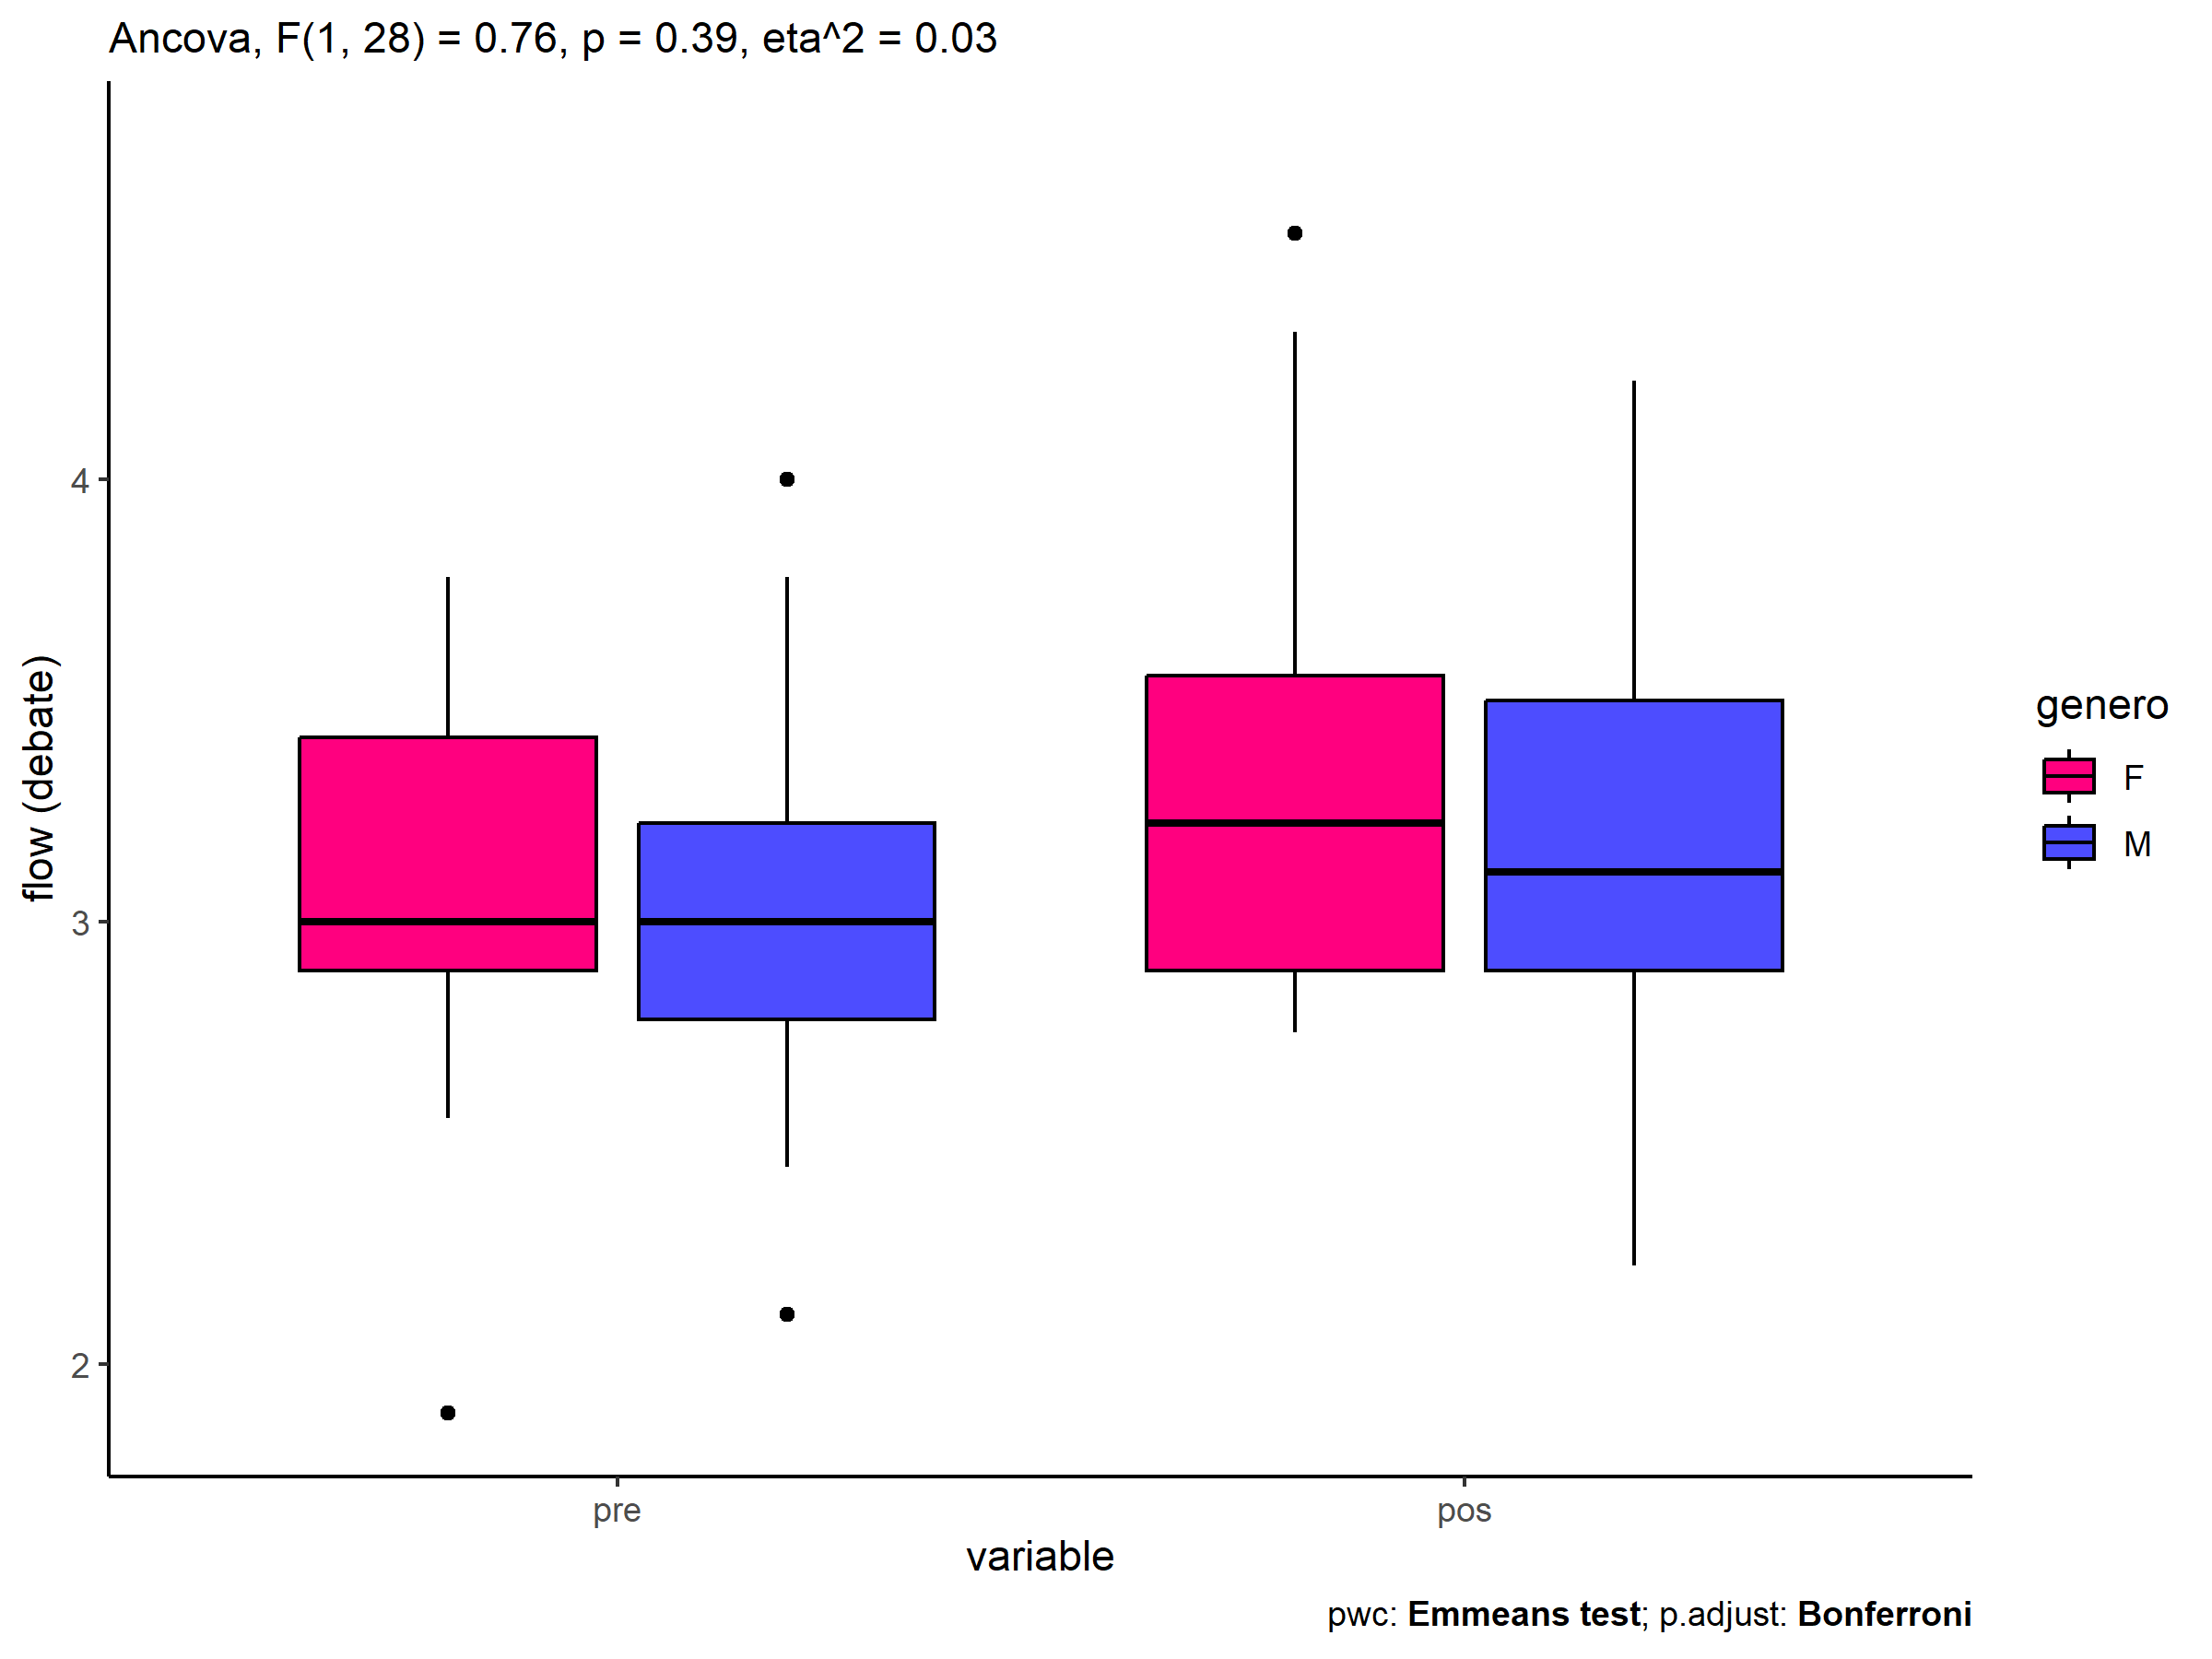 Ancova, F(1, 28) = 0.76, p = 0.39, eta^2 = 0.03
flow (debate)
4
3
2
pre
pos
variable
genero
F
M
pwc: Emmeans test; p.adjust: Bonferroni